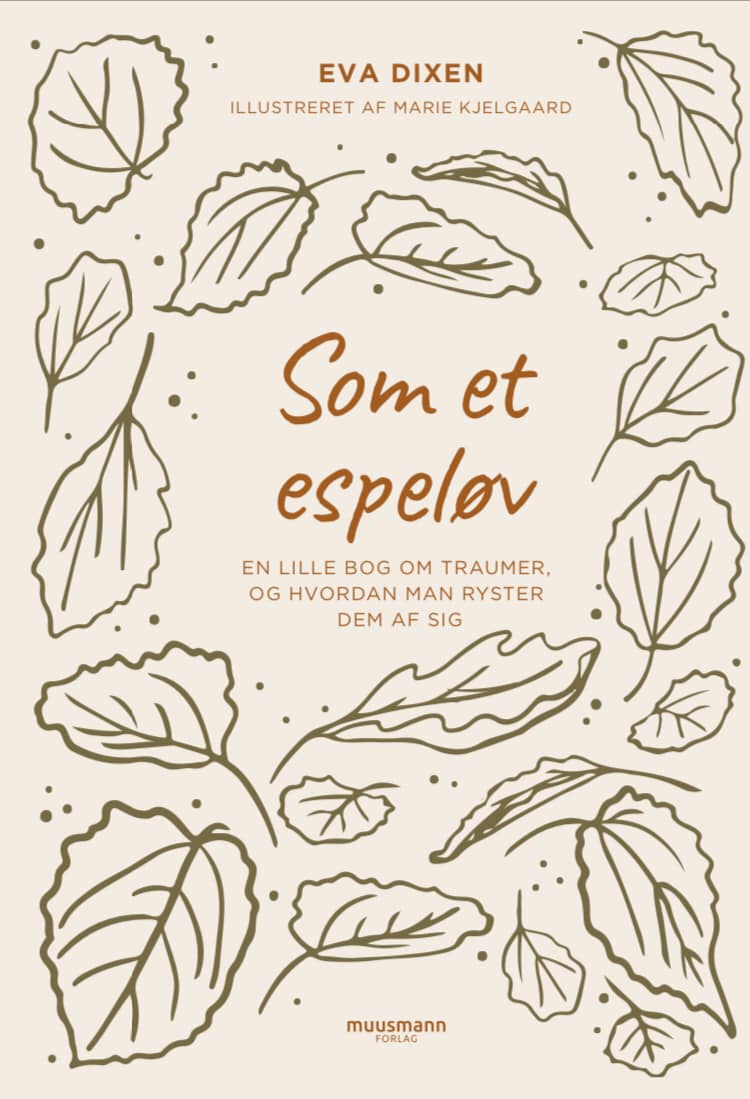 EVA DIXEN
ILLUSTRERET AF MARIE KJELGAARD
Som et
espeløv
EN LILLE BOG OM TRAUMER,
OG HVORDAN MAN RYSTER
DEM AF SIG
muusmann
FORLAG